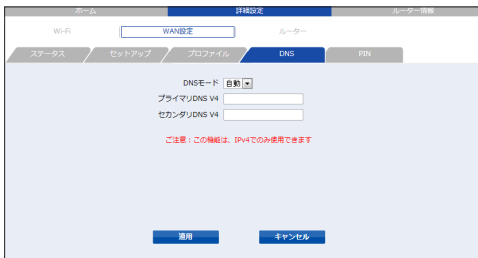 ホーム 詳細設定 ルーター情報
Wi-Fi WAN設定 ルーター
ステータス セットアップ プロファイル DNS PIN
DNSモード 自動
プライマリDNS V4
セカンダリDNS V4
ご注意：この機能は、IPv4でのみ使用できます
適用 キャンセル